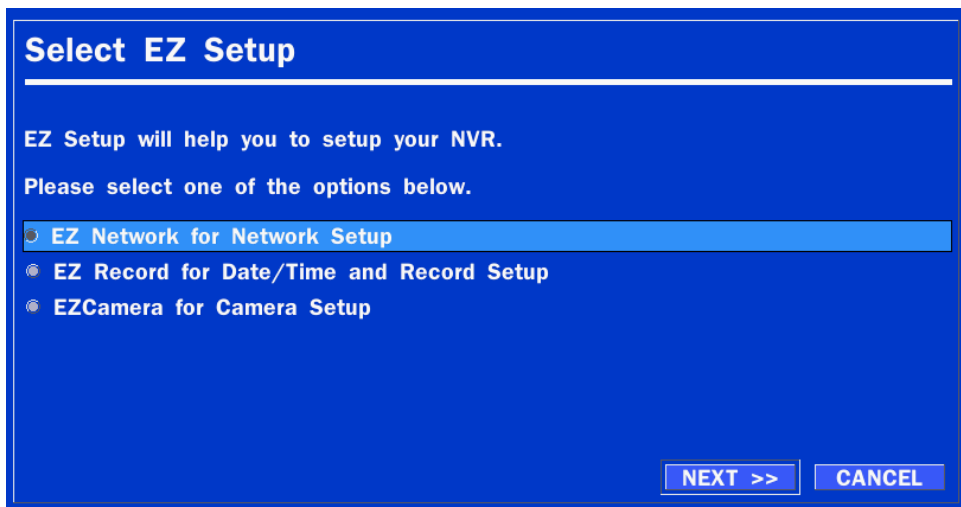 Select EZ Setup
EZ Setup will help you to setup your NVR.
Please select one of the options below.
EZ Network for Network Setup
EZ Record for Date/Time and Record Setup
EZCamera for Camera Setup
NEXT >> CANCEL